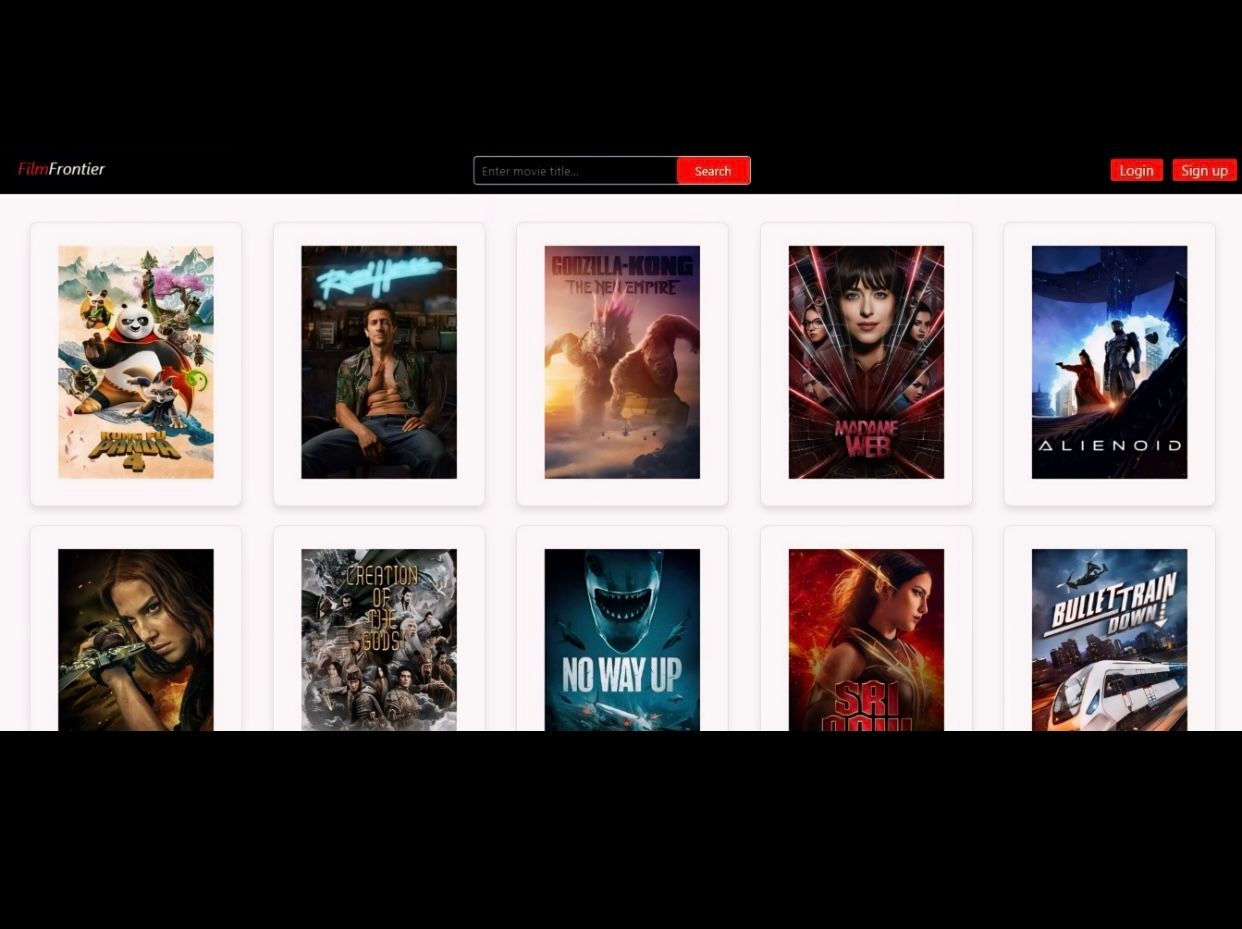 FilmFrontier
Enter movie title...
Search
Login
Sign up
KUNG FU
PANDA
4
Road House
GODZILLA-KONG
THE NEW EMPIRE
MADAME
WEB
ALIENOID
CREATION
OF
THE
GODS
NO WAY UP
SRI
BULLET TRAIN
DOWN